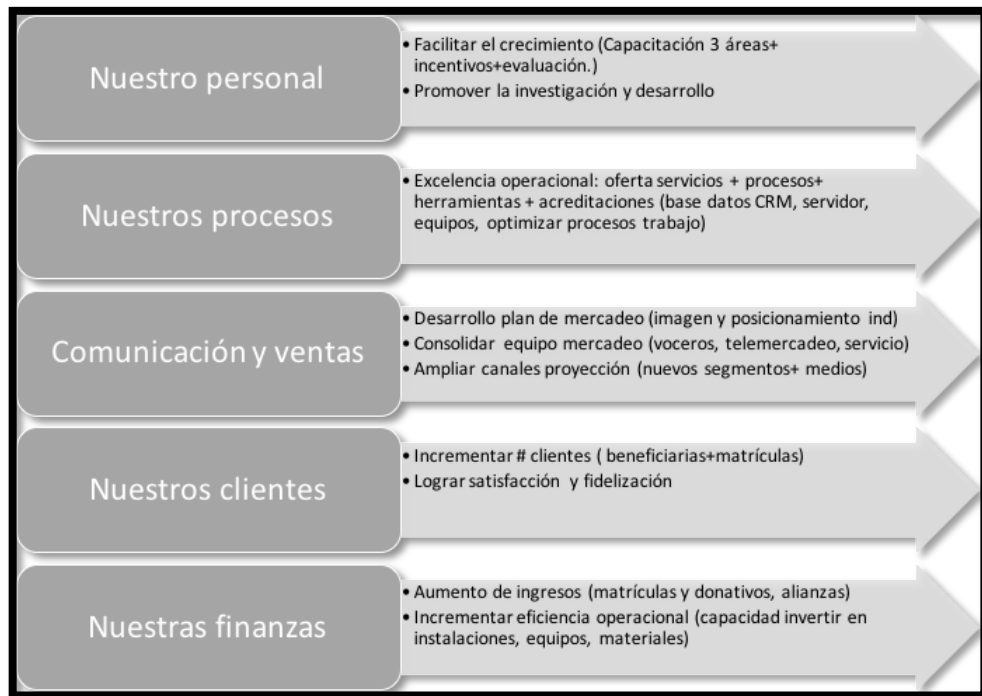 Nuestro personal
• Facilitar el crecimiento (Capacitación 3 áreas+
incentivos+evaluación.)
• Promover la investigación y desarrollo
Nuestros procesos
• Excelencia operacional: oferta servicios + procesos+
herramientas + acreditaciones (base datos CRM, servidor,
equipos, optimizar procesos trabajo)
Comunicación y ventas
• Desarrollo plan de mercadeo (imagen y posicionamiento ind)
• Consolidar equipo mercadeo (voceros, telemercadeo, servicio)
• Ampliar canales proyección (nuevos segmentos+ medios)
Nuestros clientes
• Incrementar # clientes ( beneficiarias+matrículas)
• Lograr satisfacción y fidelización
Nuestras finanzas
• Aumento de ingresos (matrículas y donativos, alianzas)
• Incrementar eficiencia operacional (capacidad invertir en
instalaciones, equipos, materiales)